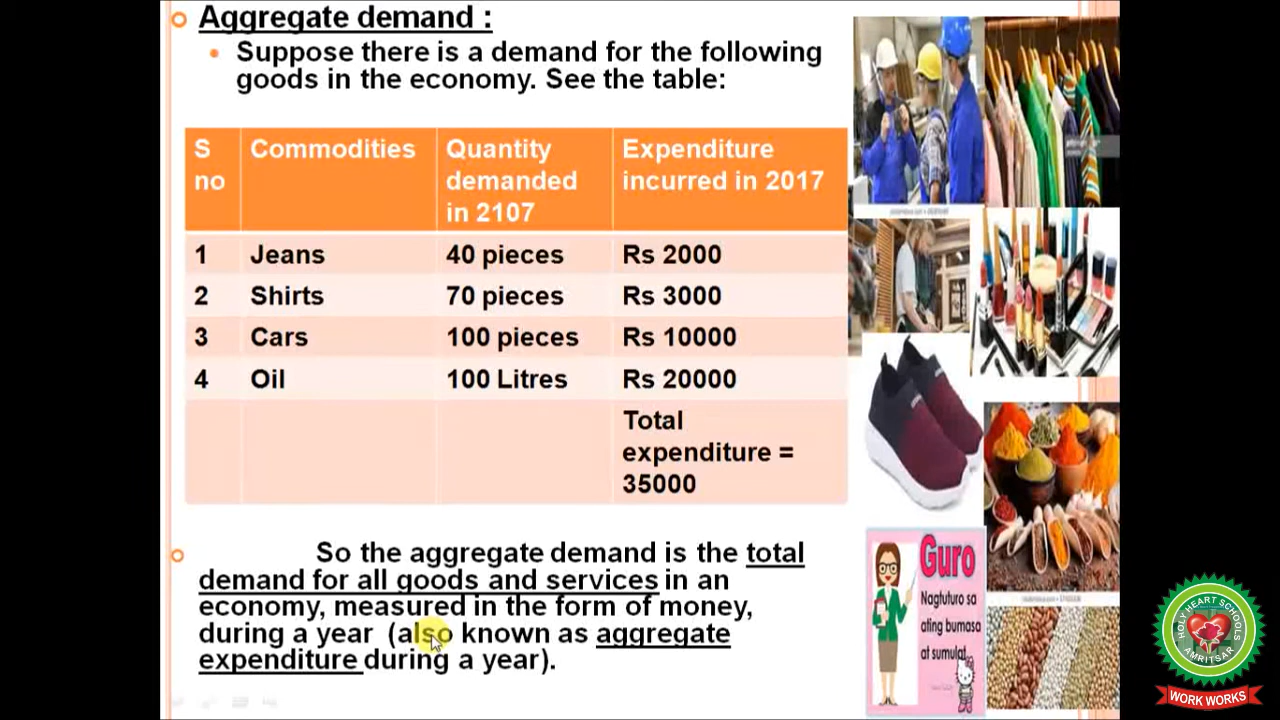 Aggregate demand :
Suppose there is a demand for the following
goods in the economy. See the table:
S no
Commodities
Quantity demanded in 2107
Expenditure incurred in 2017
1 Jeans 40 pieces Rs 2000
2 Shirts 70 pieces Rs 3000
3 Cars 100 pieces Rs 10000
4 Oil 100 Litres Rs 20000
Total
expenditure =
35000
So the aggregate demand is the total
demand for all goods and services in an
economy, measured in the form of money,
during a year (also known as aggregate
expenditure during a year).
Guro
Nagtuturo sa
ating bumasa
at sumulat
HOLY HEART SCHOOLS
AMRITSAR
WORK WORKS